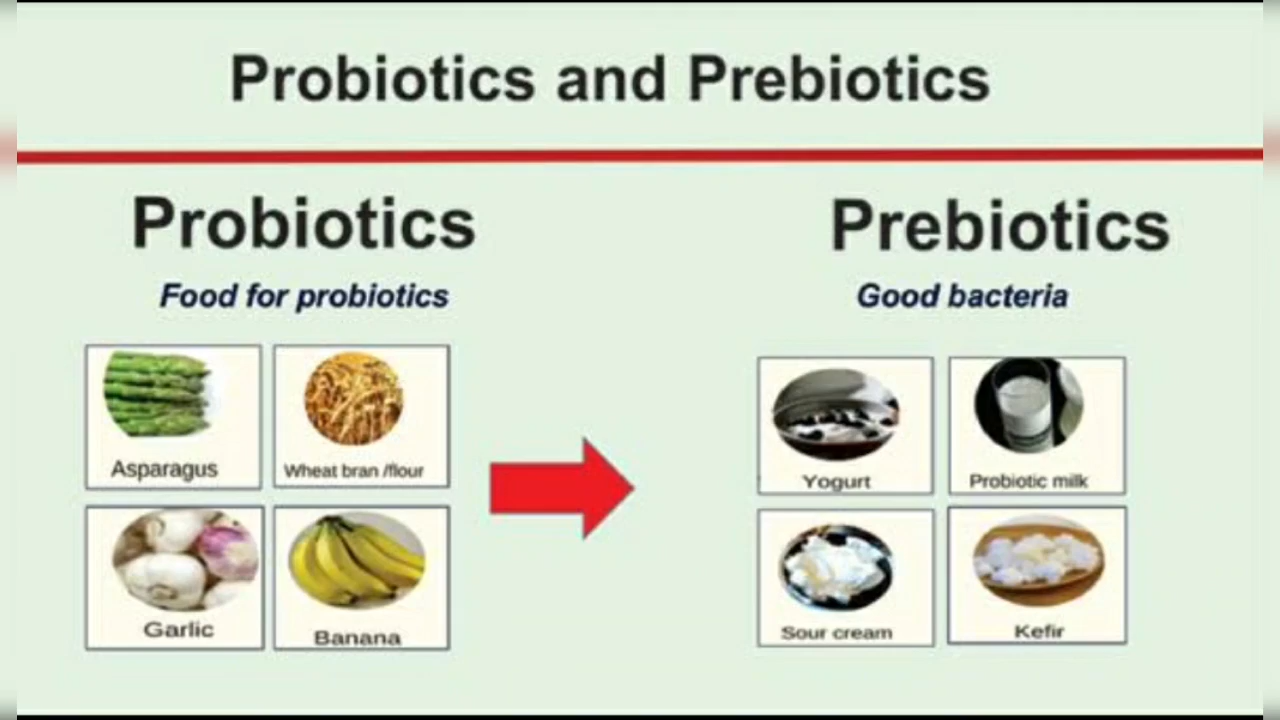 Probiotics and Prebiotics
Probiotics
Food for probiotics
Asparagus
Wheat bran /flour
Garlic
Banana
Prebiotics
Good bacteria
Yogurt
Probiotic milk
Sour cream
Kefir